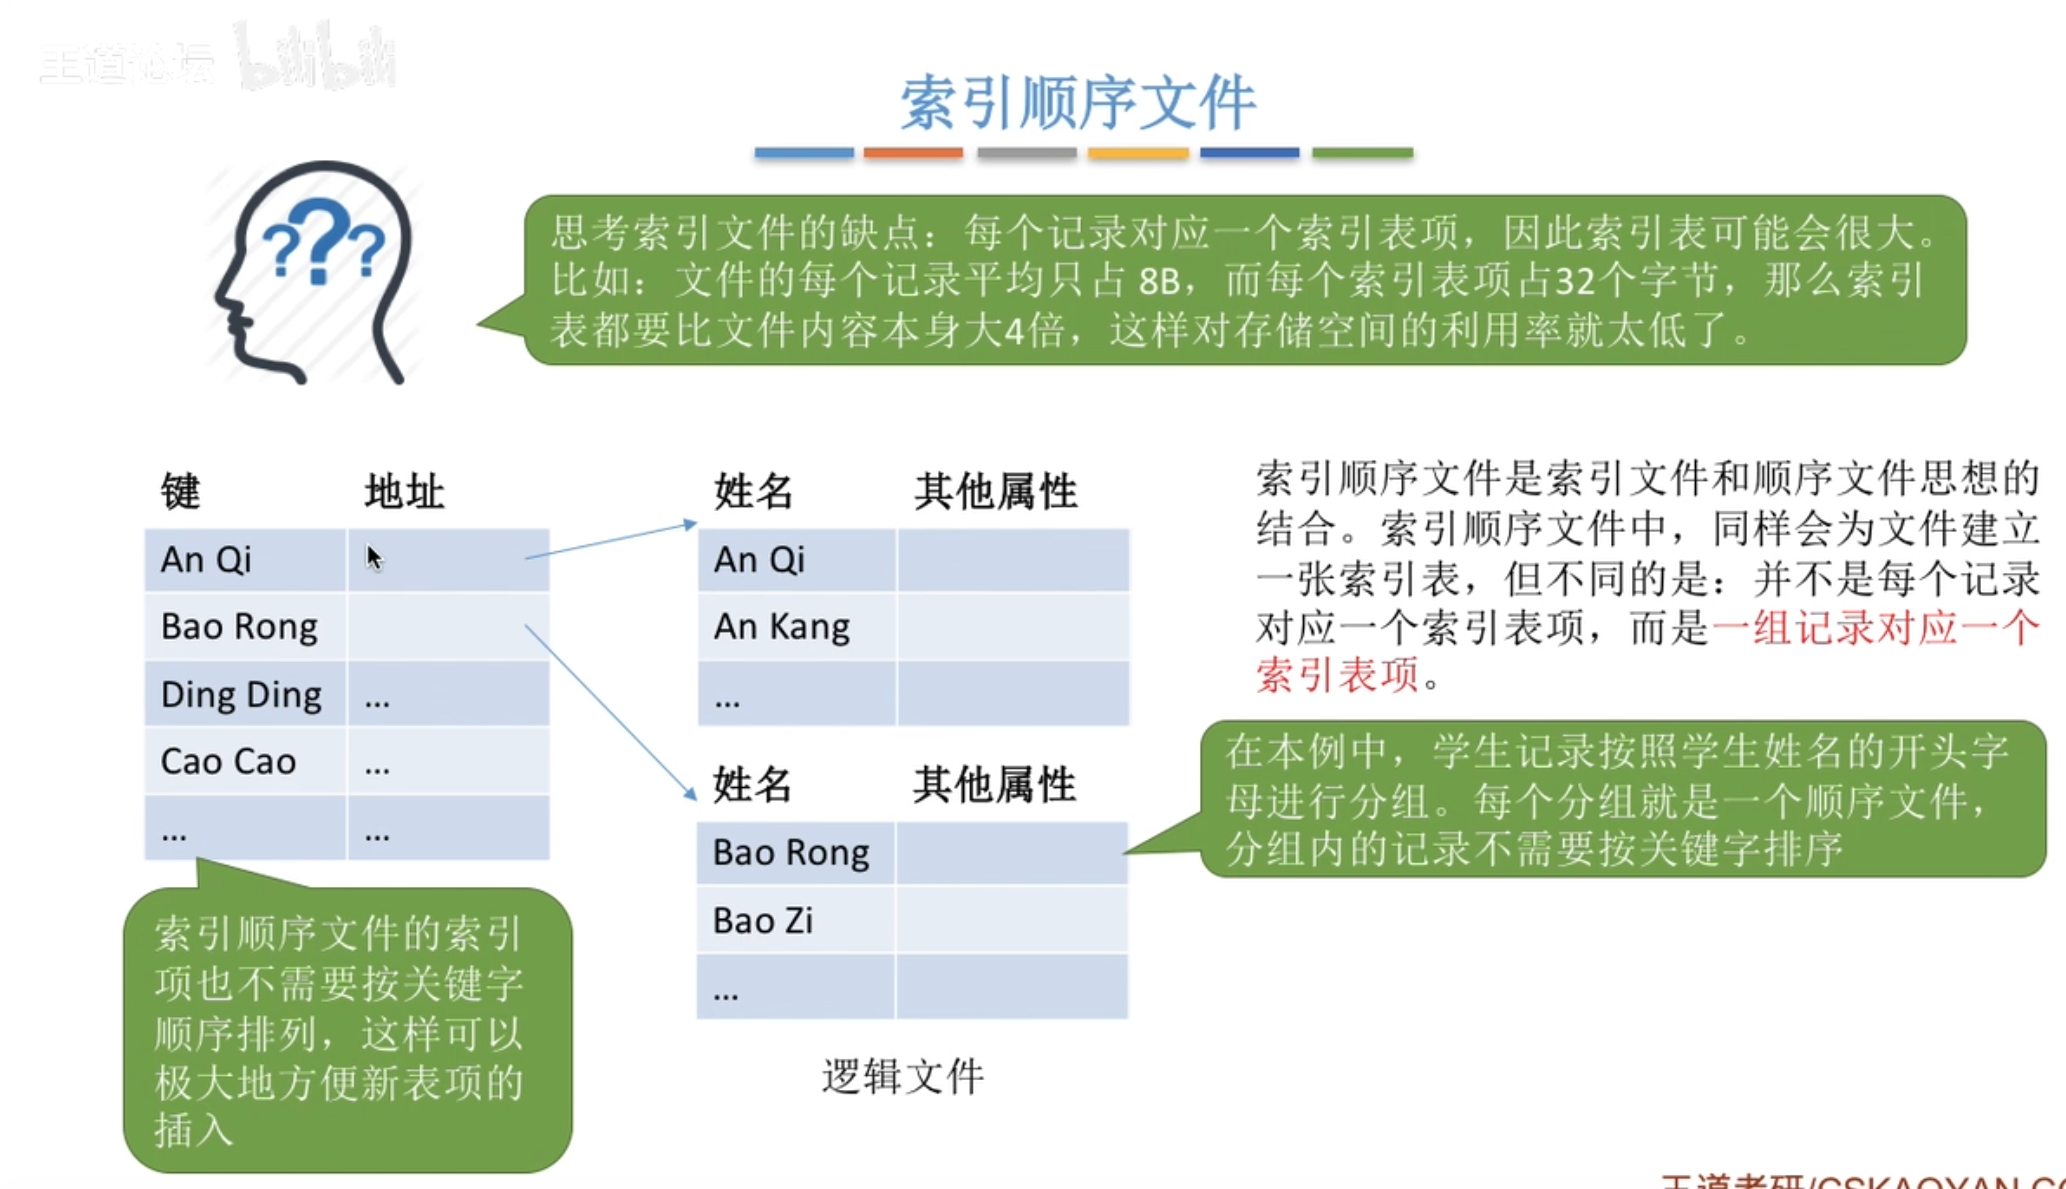 王道论坛 bilibili
索引顺序文件
? ? ?
思考索引文件的缺点：每个记录对应一个索引表项，因此索引表可能会很大。
比如：文件的每个记录平均只占 8B，而每个索引表项占32个字节，那么索引
表都要比文件内容本身大4倍，这样对存储空间的利用率就太低了。
键 地址
An Qi
Bao Rong
Ding Ding ...
Cao Cao ...
... ...
索引顺序文件的索引
项也不需要按关键字
顺序排列，这样可以
极大地方便新表项的
插入
姓名 其他属性
An Qi
An Kang
...
姓名 其他属性
Bao Rong
Bao Zi
...
逻辑文件
索引顺序文件是索引文件和顺序文件思想的
结合。索引顺序文件中，同样会为文件建立
一张索引表，但不同的是：并不是每个记录
对应一个索引表项，而是一组记录对应一个
索引表项。
在本例中，学生记录按照学生姓名的开头字
母进行分组。每个分组就是一个顺序文件，
分组内的记录不需要按关键字排序
王道考研/CSKAOYAN.CO